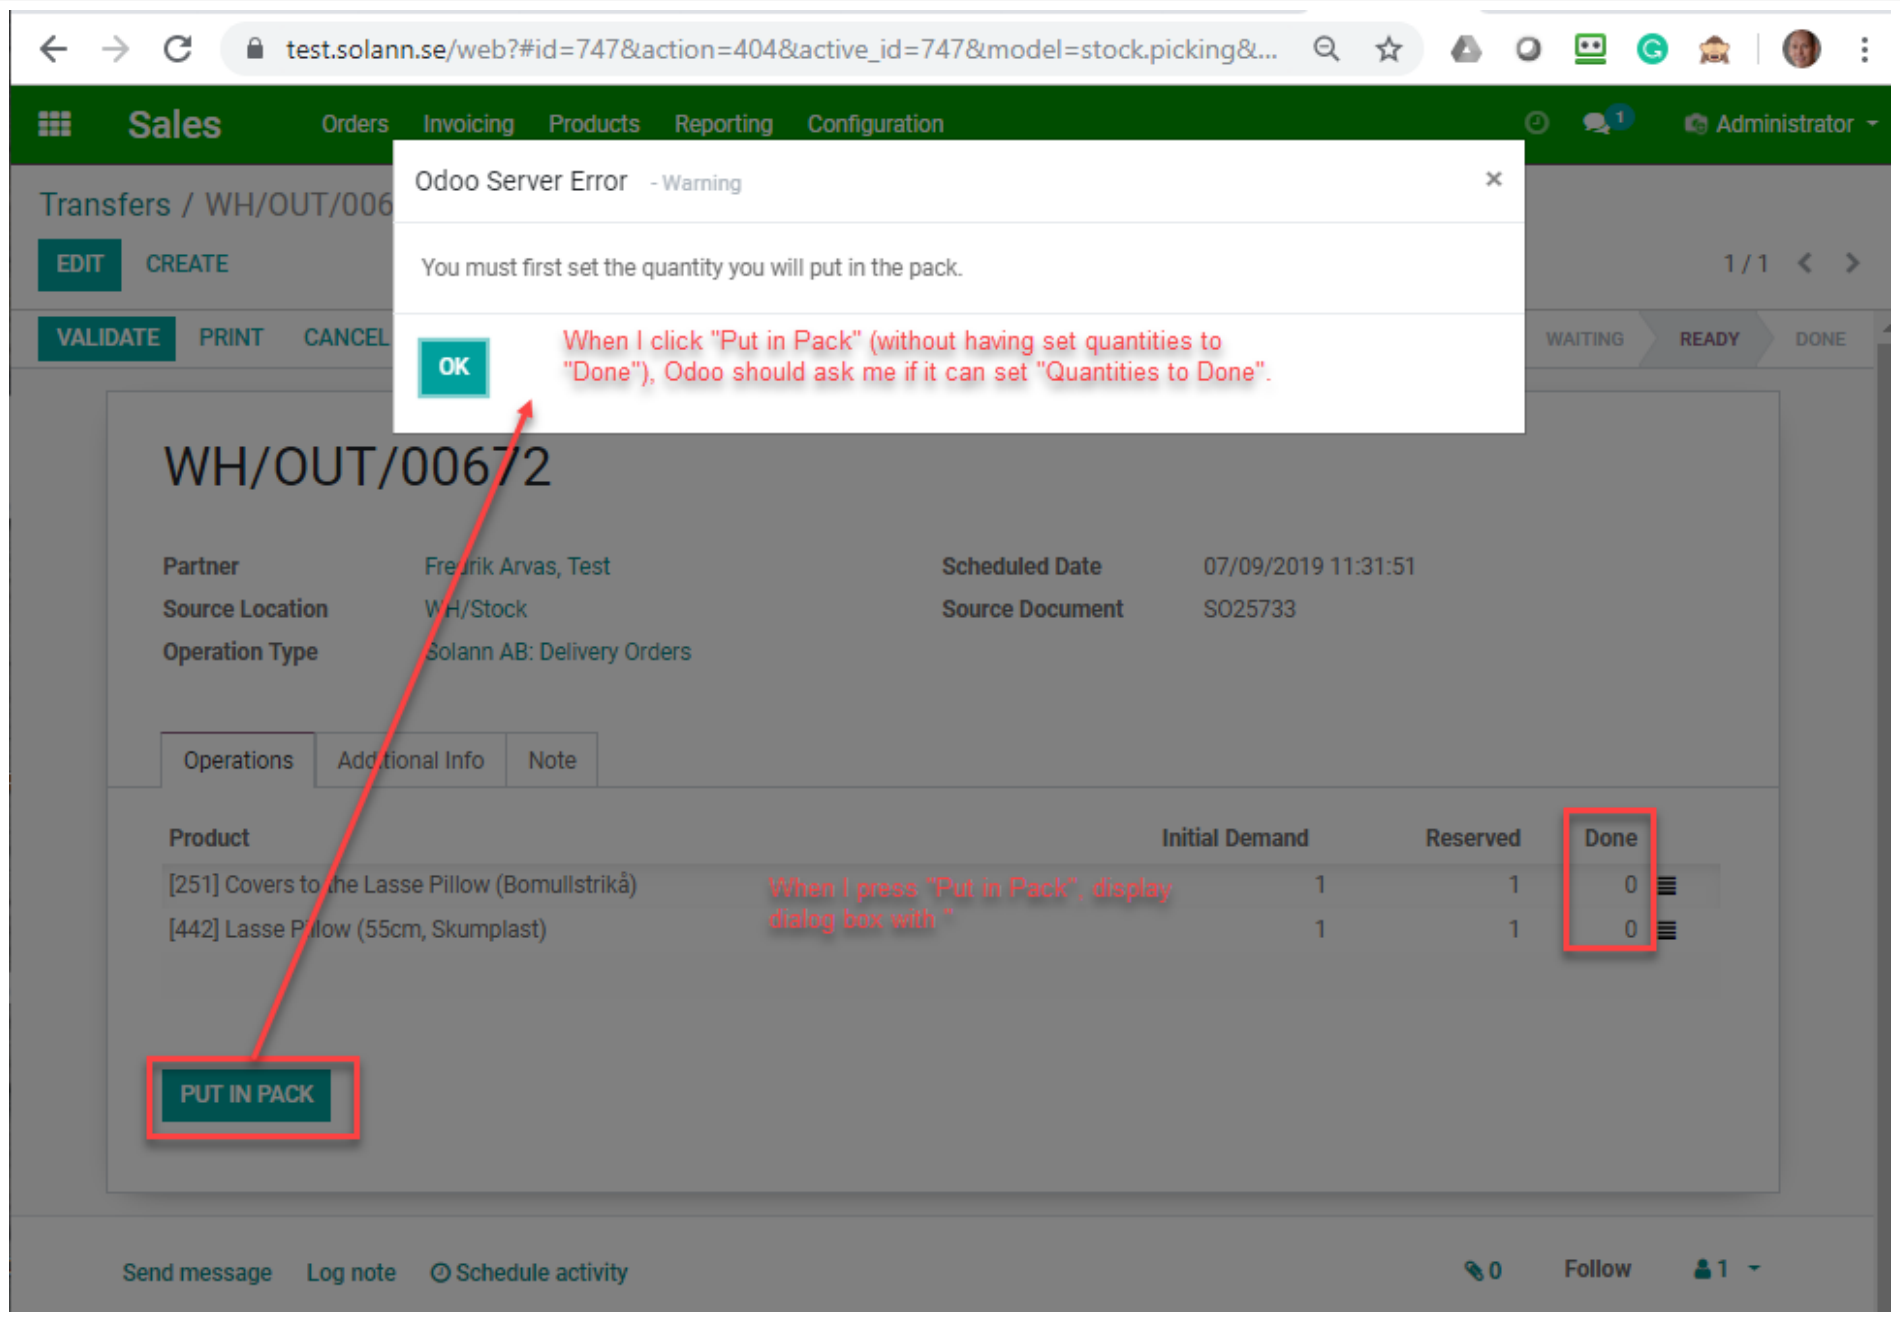 test.solann.se/web?#id=747&action=404&active_id=747&model=stock.picking&...
Sales Orders Invoicing Products Reporting Configuration 1 Administrator
Odoo Server Error - Warning ×
Transfers / WH/OUT/006
EDIT CREATE
You must first set the quantity you will put in the pack.
1 / 1
VALIDATE PRINT CANCEL
WAITING READY DONE
OK
When I click "Put in Pack" (without having set quantities to
"Done"), Odoo should ask me if it can set "Quantities to Done".
WH/OUT/00672
Partner Fredrik Arvas, Test Scheduled Date 07/09/2019 11:31:51
Source Location WH/Stock Source Document SO25733
Operation Type Solann AB: Delivery Orders
Operations Additional Info Note
Product Initial Demand Reserved Done
[251] Covers to the Lasse Pillow (Bomullstrikå) 1 1 0
[442] Lasse Pillow (55cm, Skumplast) 1 1 0
When I press "Put in Pack", display
dialog box with "
PUT IN PACK
Send message Log note Schedule activity 0 Follow 1